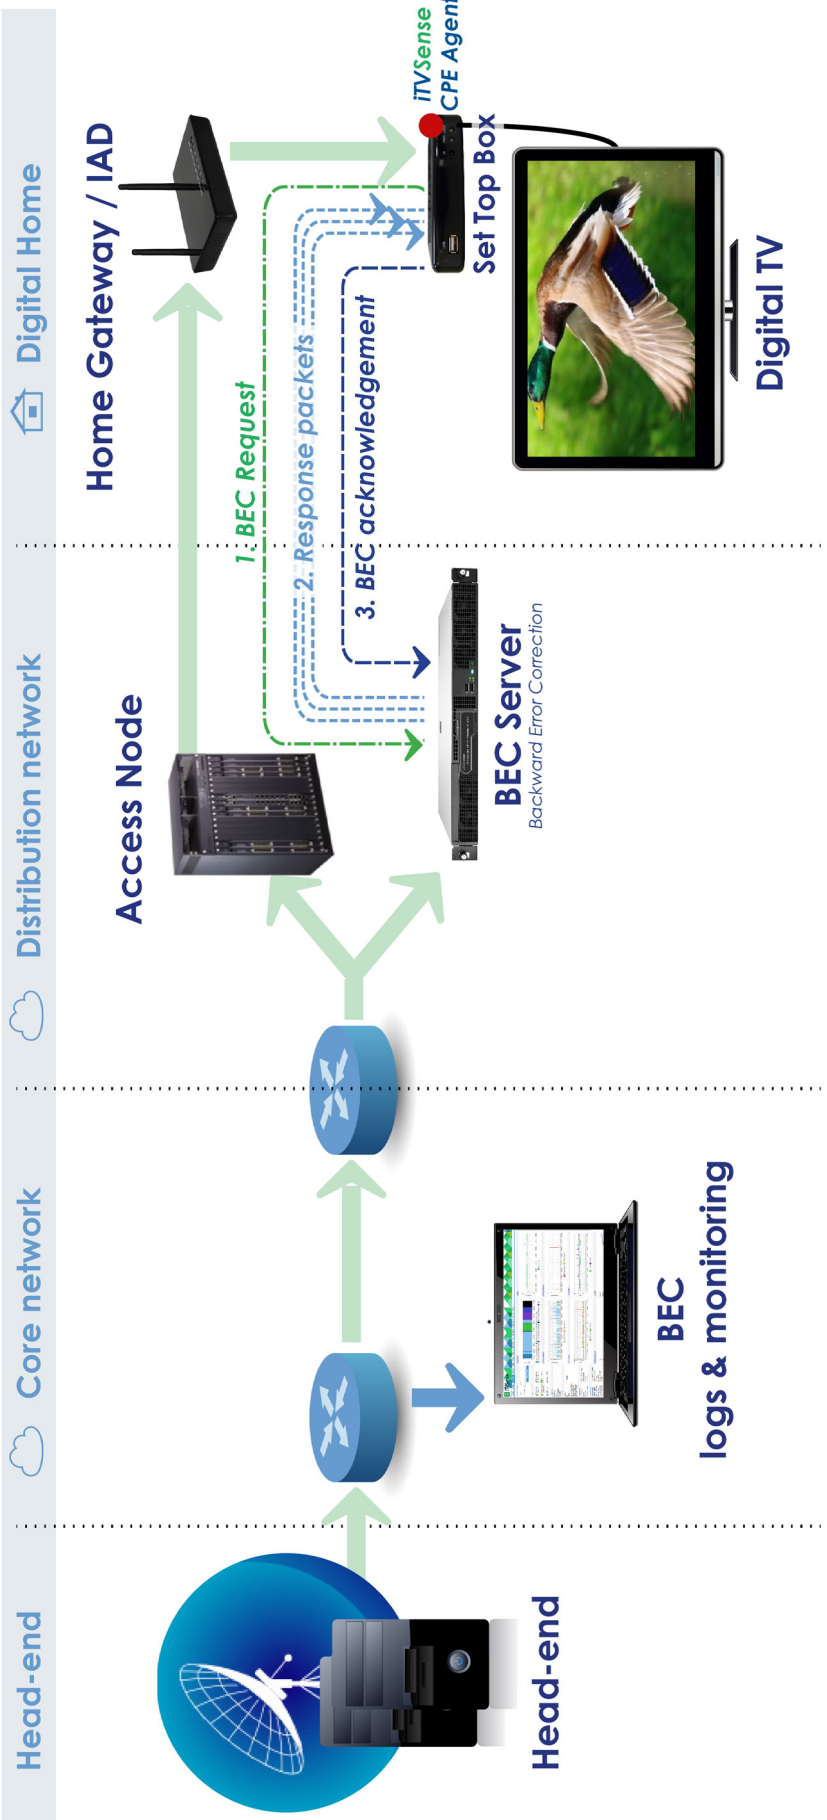 Head-end
Core network
Distribution network
Digital Home
Head-end
BEC
logs & monitoring
Access Node
BEC Server
Backward Error Correction
Home Gateway / IAD
1. BEC Request
2. Response packets
3. BEC acknowledgement
iTVSense
CPE Agent
Set Top Box
Digital TV